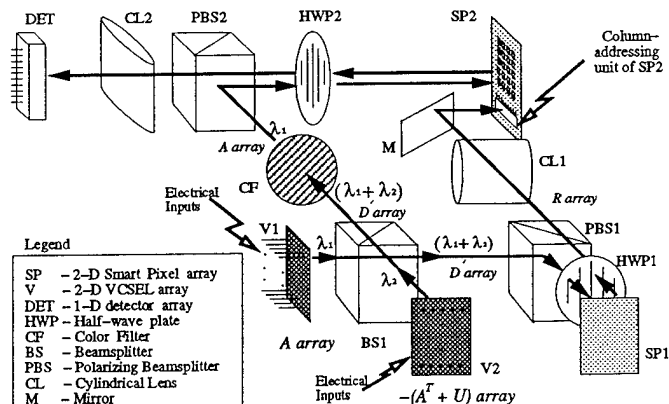 DET
CL2
PBS2
HWP2
SP2
Column-
addressing
unit of SP2
λ1
A array
M
CL1
CF
(λ1 + λ2)
D' array
R array
Electrical
Inputs
V1
λ1
(λ1 + λ2)
D' array
PBS1
HWP1
λ2
A array
BS1
V2
SP1
Electrical
Inputs
-(A^T + U) array
Legend
SP - 2-D Smart Pixel array
V - 2-D VCSEL array
DET - 1-D detector array
HWP - Half-wave plate
CF - Color Filter
BS - Beamsplitter
PBS - Polarizing Beamsplitter
CL - Cylindrical Lens
M - Mirror